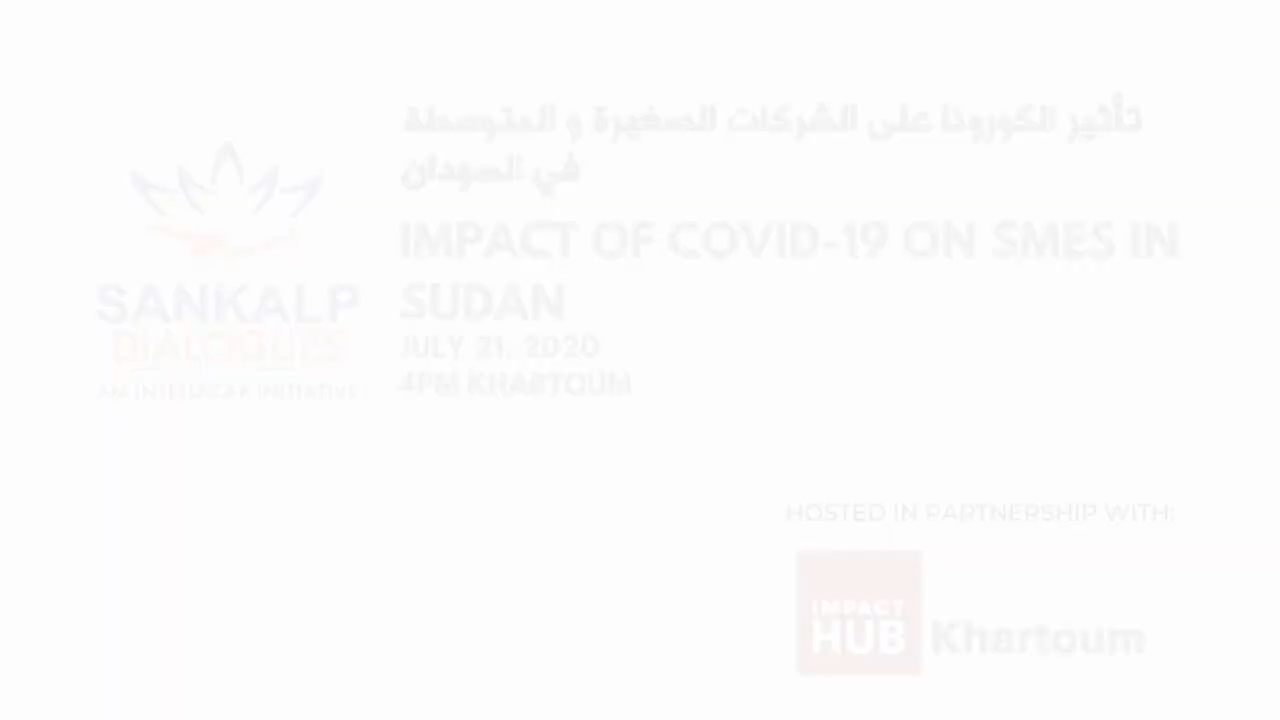 تأثير الكورونا على الشركات الصغيرة و المتوسطة
في السودان
IMPACT OF COVID-19 ON SMES IN
SUDAN
JULY 21, 2020
4PM KHARTOUM
SANKALP
DIALOGUES
AN INTELLECAP INITIATIVE
HOSTED IN PARTNERSHIP WITH:
IMPACT
HUB Khartoum